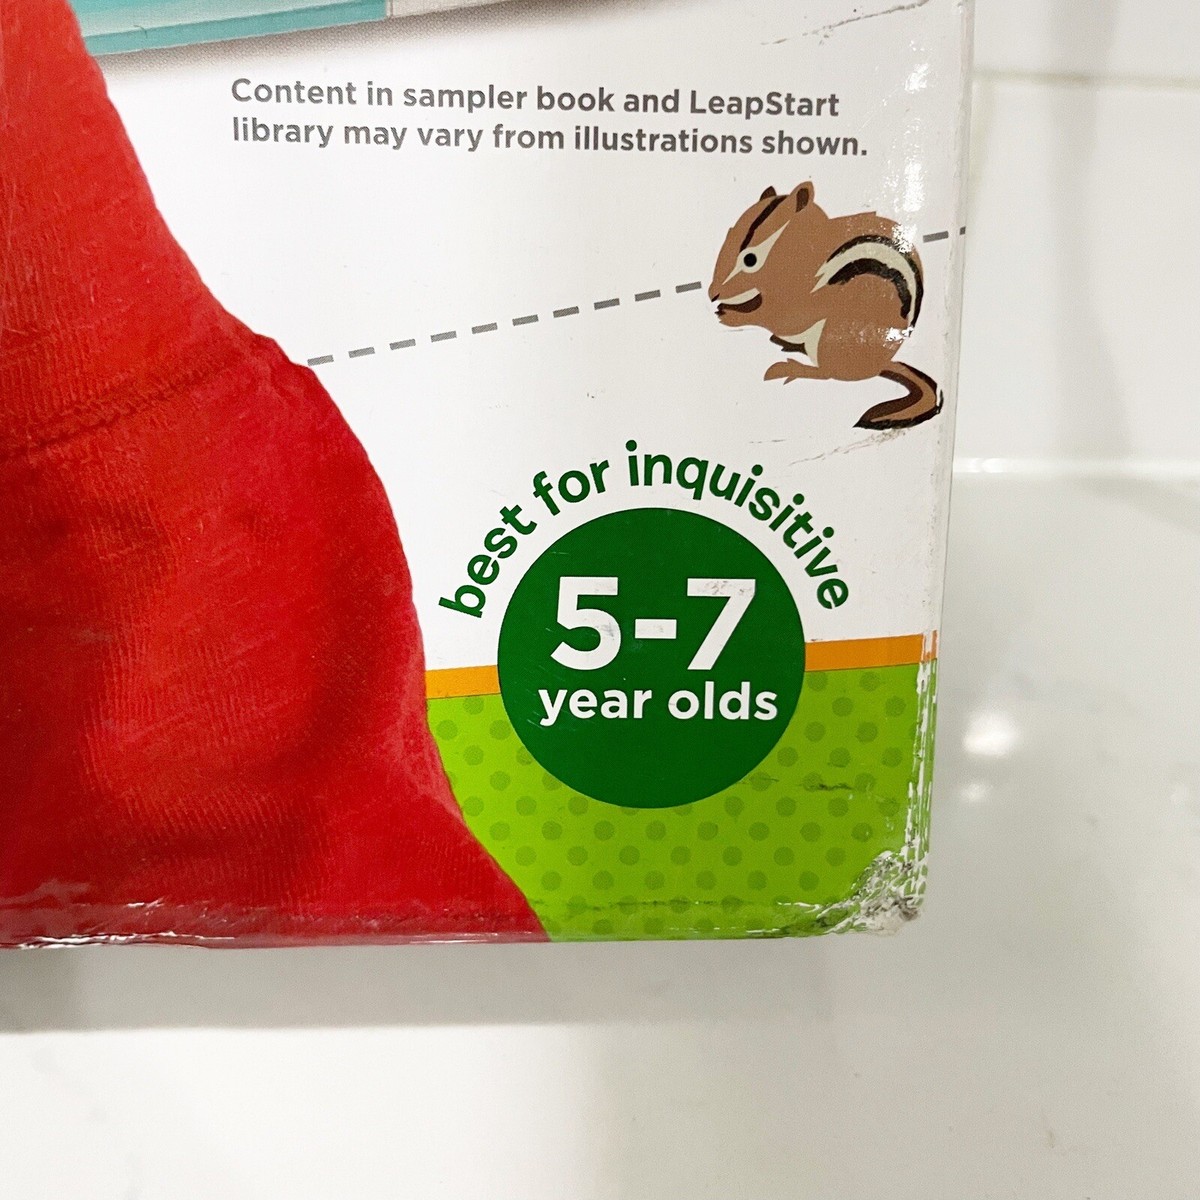 Content in sampler book and LeapStart
library may vary from illustrations shown.
best for inquisitive
5-7
year olds